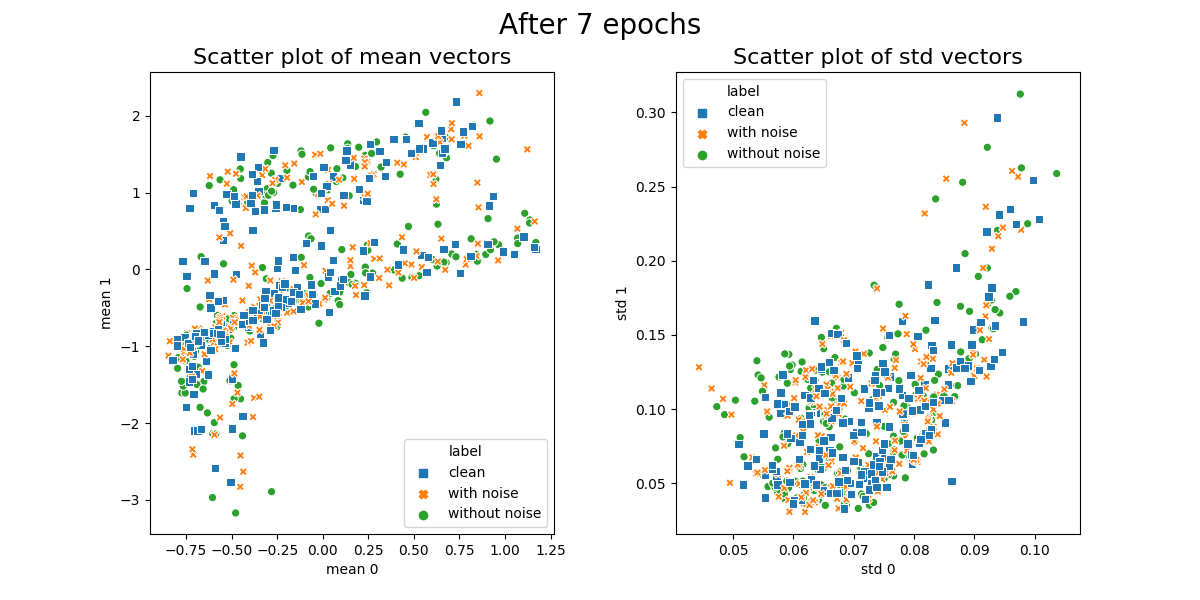 After 7 epochs
Scatter plot of mean vectors
mean 1
2
1
0
−1
−2
−3
−0.75 −0.50 −0.25 0.00 0.25 0.50 0.75 1.00 1.25
mean 0
label
clean
with noise
without noise
Scatter plot of std vectors
std 1
0.30
0.25
0.20
0.15
0.10
0.05
0.05 0.06 0.07 0.08 0.09 0.10
std 0
label
clean
with noise
without noise